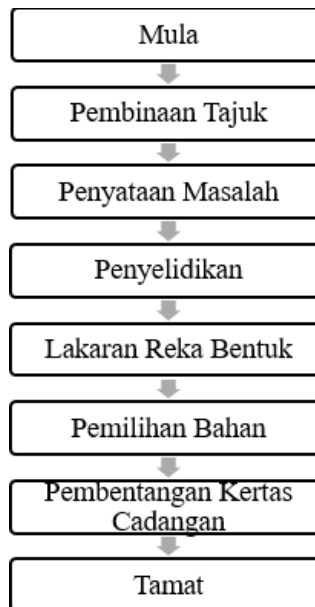 Mula
Pembinaan Tajuk
Penyataan Masalah
Penyelidikan
Lakaran Reka Bentuk
Pemilihan Bahan
Pembentangan Kertas
Cadangan
Tamat